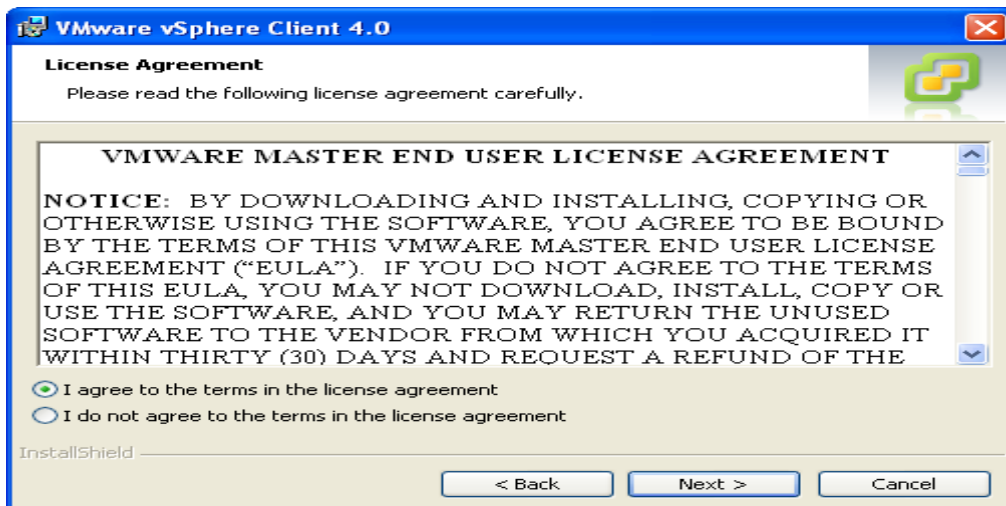 VMware vSphere Client 4.0
License Agreement
Please read the following license agreement carefully.
VMWARE MASTER END USER LICENSE AGREEMENT
NOTICE: BY DOWNLOADING AND INSTALLING, COPYING OR
OTHERWISE USING THE SOFTWARE, YOU AGREE TO BE BOUND
BY THE TERMS OF THIS VMWARE MASTER END USER LICENSE
AGREEMENT (“EULA”). IF YOU DO NOT AGREE TO THE TERMS
OF THIS EULA, YOU MAY NOT DOWNLOAD, INSTALL, COPY OR
USE THE SOFTWARE, AND YOU MAY RETURN THE UNUSED
SOFTWARE TO THE VENDOR FROM WHICH YOU ACQUIRED IT
WITHIN THIRTY (30) DAYS AND REQUEST A REFUND OF THE
I agree to the terms in the license agreement
I do not agree to the terms in the license agreement
InstallShield
< Back Next > Cancel